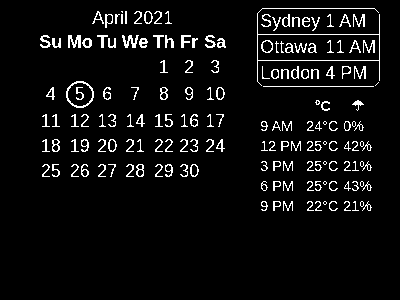 April 2021
Su Mo Tu We Th Fr Sa
1 2 3
4 5 6 7 8 9 10
11 12 13 14 15 16 17
18 19 20 21 22 23 24
25 26 27 28 29 30
Sydney 1 AM
Ottawa 11 AM
London 4 PM
°C
9 AM 24°C 0%
12 PM 25°C 42%
3 PM 25°C 21%
6 PM 25°C 43%
9 PM 22°C 21%